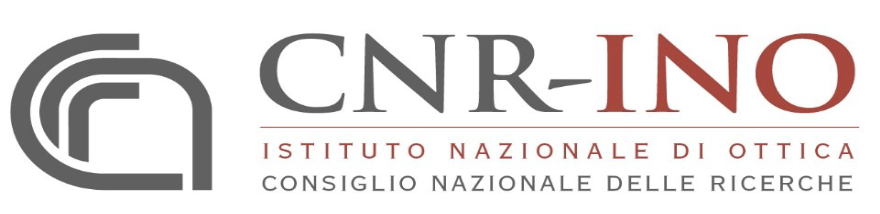 CNR-INO
ISTITUTO NAZIONALE DI OTTICA
CONSIGLIO NAZIONALE DELLE RICERCHE